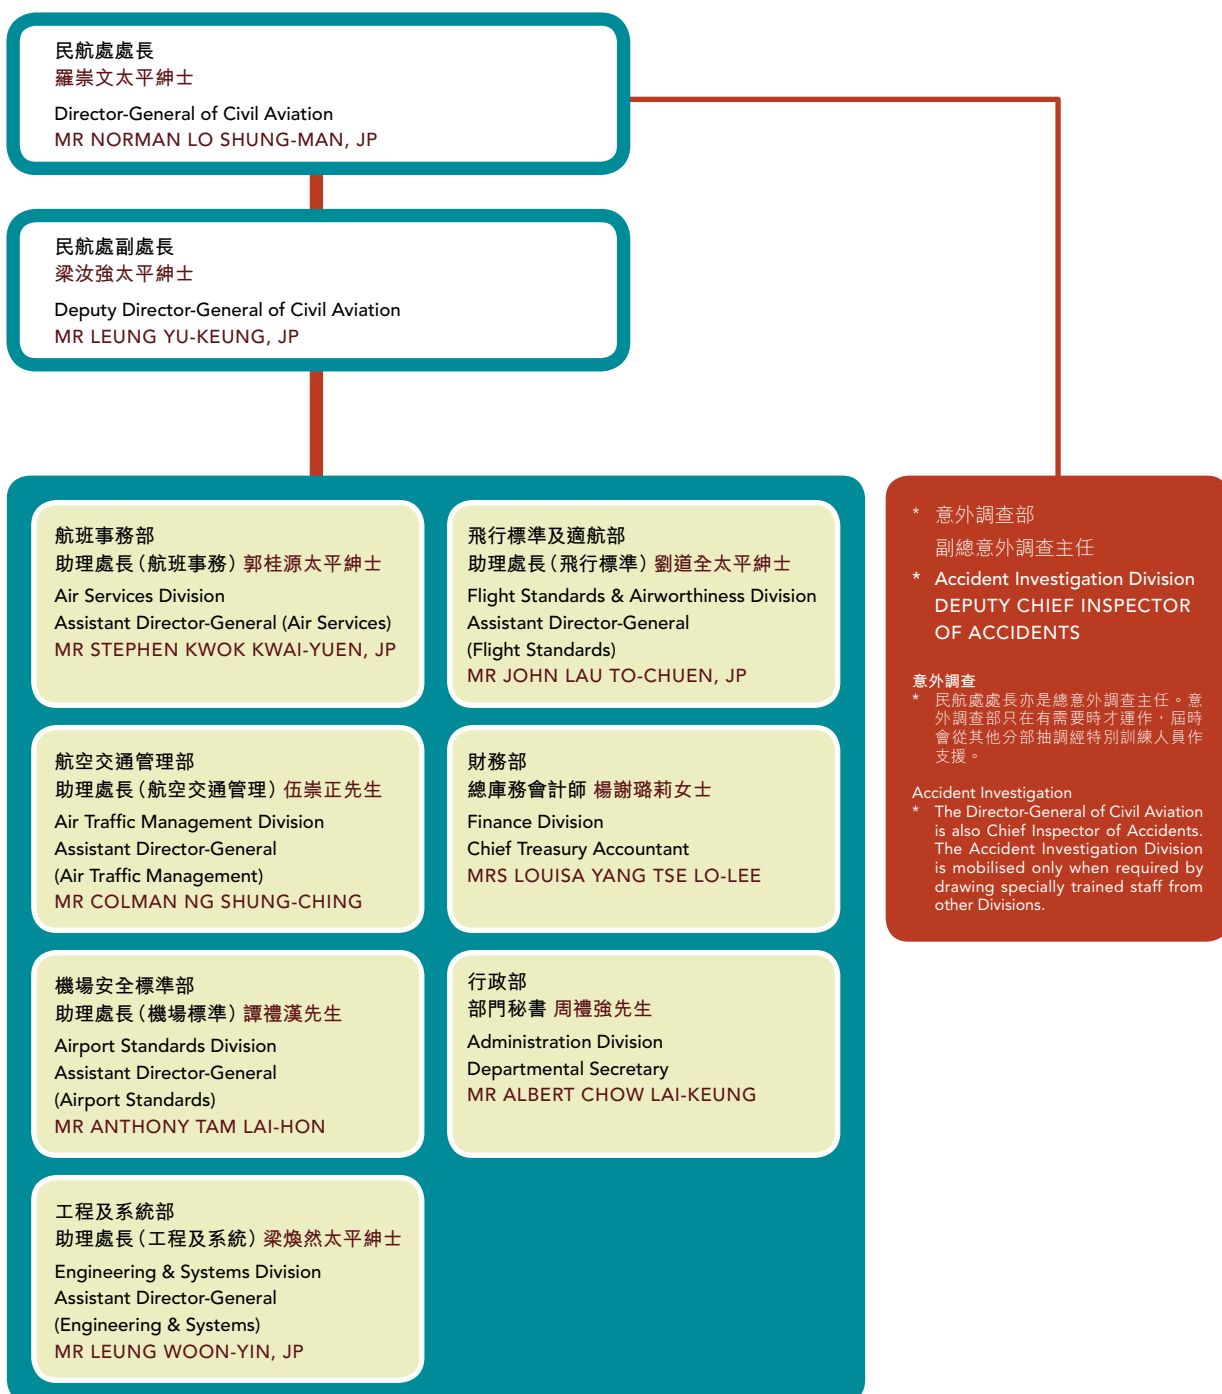 民航處處長
羅崇文太平紳士
Director-General of Civil Aviation
MR NORMAN LO SHUNG-MAN, JP
民航處副處長
梁汝強太平紳士
Deputy Director-General of Civil Aviation
MR LEUNG YU-KEUNG, JP
航班事務部
助理處長（航班事務）郭桂源太平紳士
Air Services Division
Assistant Director-General (Air Services)
MR STEPHEN KWOK KWAI-YUEN, JP
飛行標準及適航部
助理處長（飛行標準）劉道全太平紳士
Flight Standards & Airworthiness Division
Assistant Director-General
(Flight Standards)
MR JOHN LAU TO-CHUEN, JP
航空交通管理部
助理處長（航空交通管理）伍崇正先生
Air Traffic Management Division
Assistant Director-General
(Air Traffic Management)
MR COLMAN NG SHUNG-CHING
財務部
總庫務會計師 楊謝璐莉女士
Finance Division
Chief Treasury Accountant
MRS LOUISA YANG TSE LO-LEE
機場安全標準部
助理處長（機場標準）譚禮漢先生
Airport Standards Division
Assistant Director-General
(Airport Standards)
MR ANTHONY TAM LAI-HON
行政部
部門秘書 周禮強先生
Administration Division
Departmental Secretary
MR ALBERT CHOW LAI-KEUNG
工程及系統部
助理處長（工程及系統）梁煥然太平紳士
Engineering & Systems Division
Assistant Director-General
(Engineering & Systems)
MR LEUNG WOON-YIN, JP
* 意外調查部
副總意外調查主任
* Accident Investigation Division
DEPUTY CHIEF INSPECTOR
OF ACCIDENTS
意外調查
* 民航處處長亦是總意外調查主任。意
外調查部只在有需要時才運作，屆時
會從其他分部抽調經特別訓練人員作
支援。
Accident Investigation
* The Director-General of Civil Aviation
is also Chief Inspector of Accidents.
The Accident Investigation Division
is mobilised only when required by
drawing specially trained staff from
other Divisions.